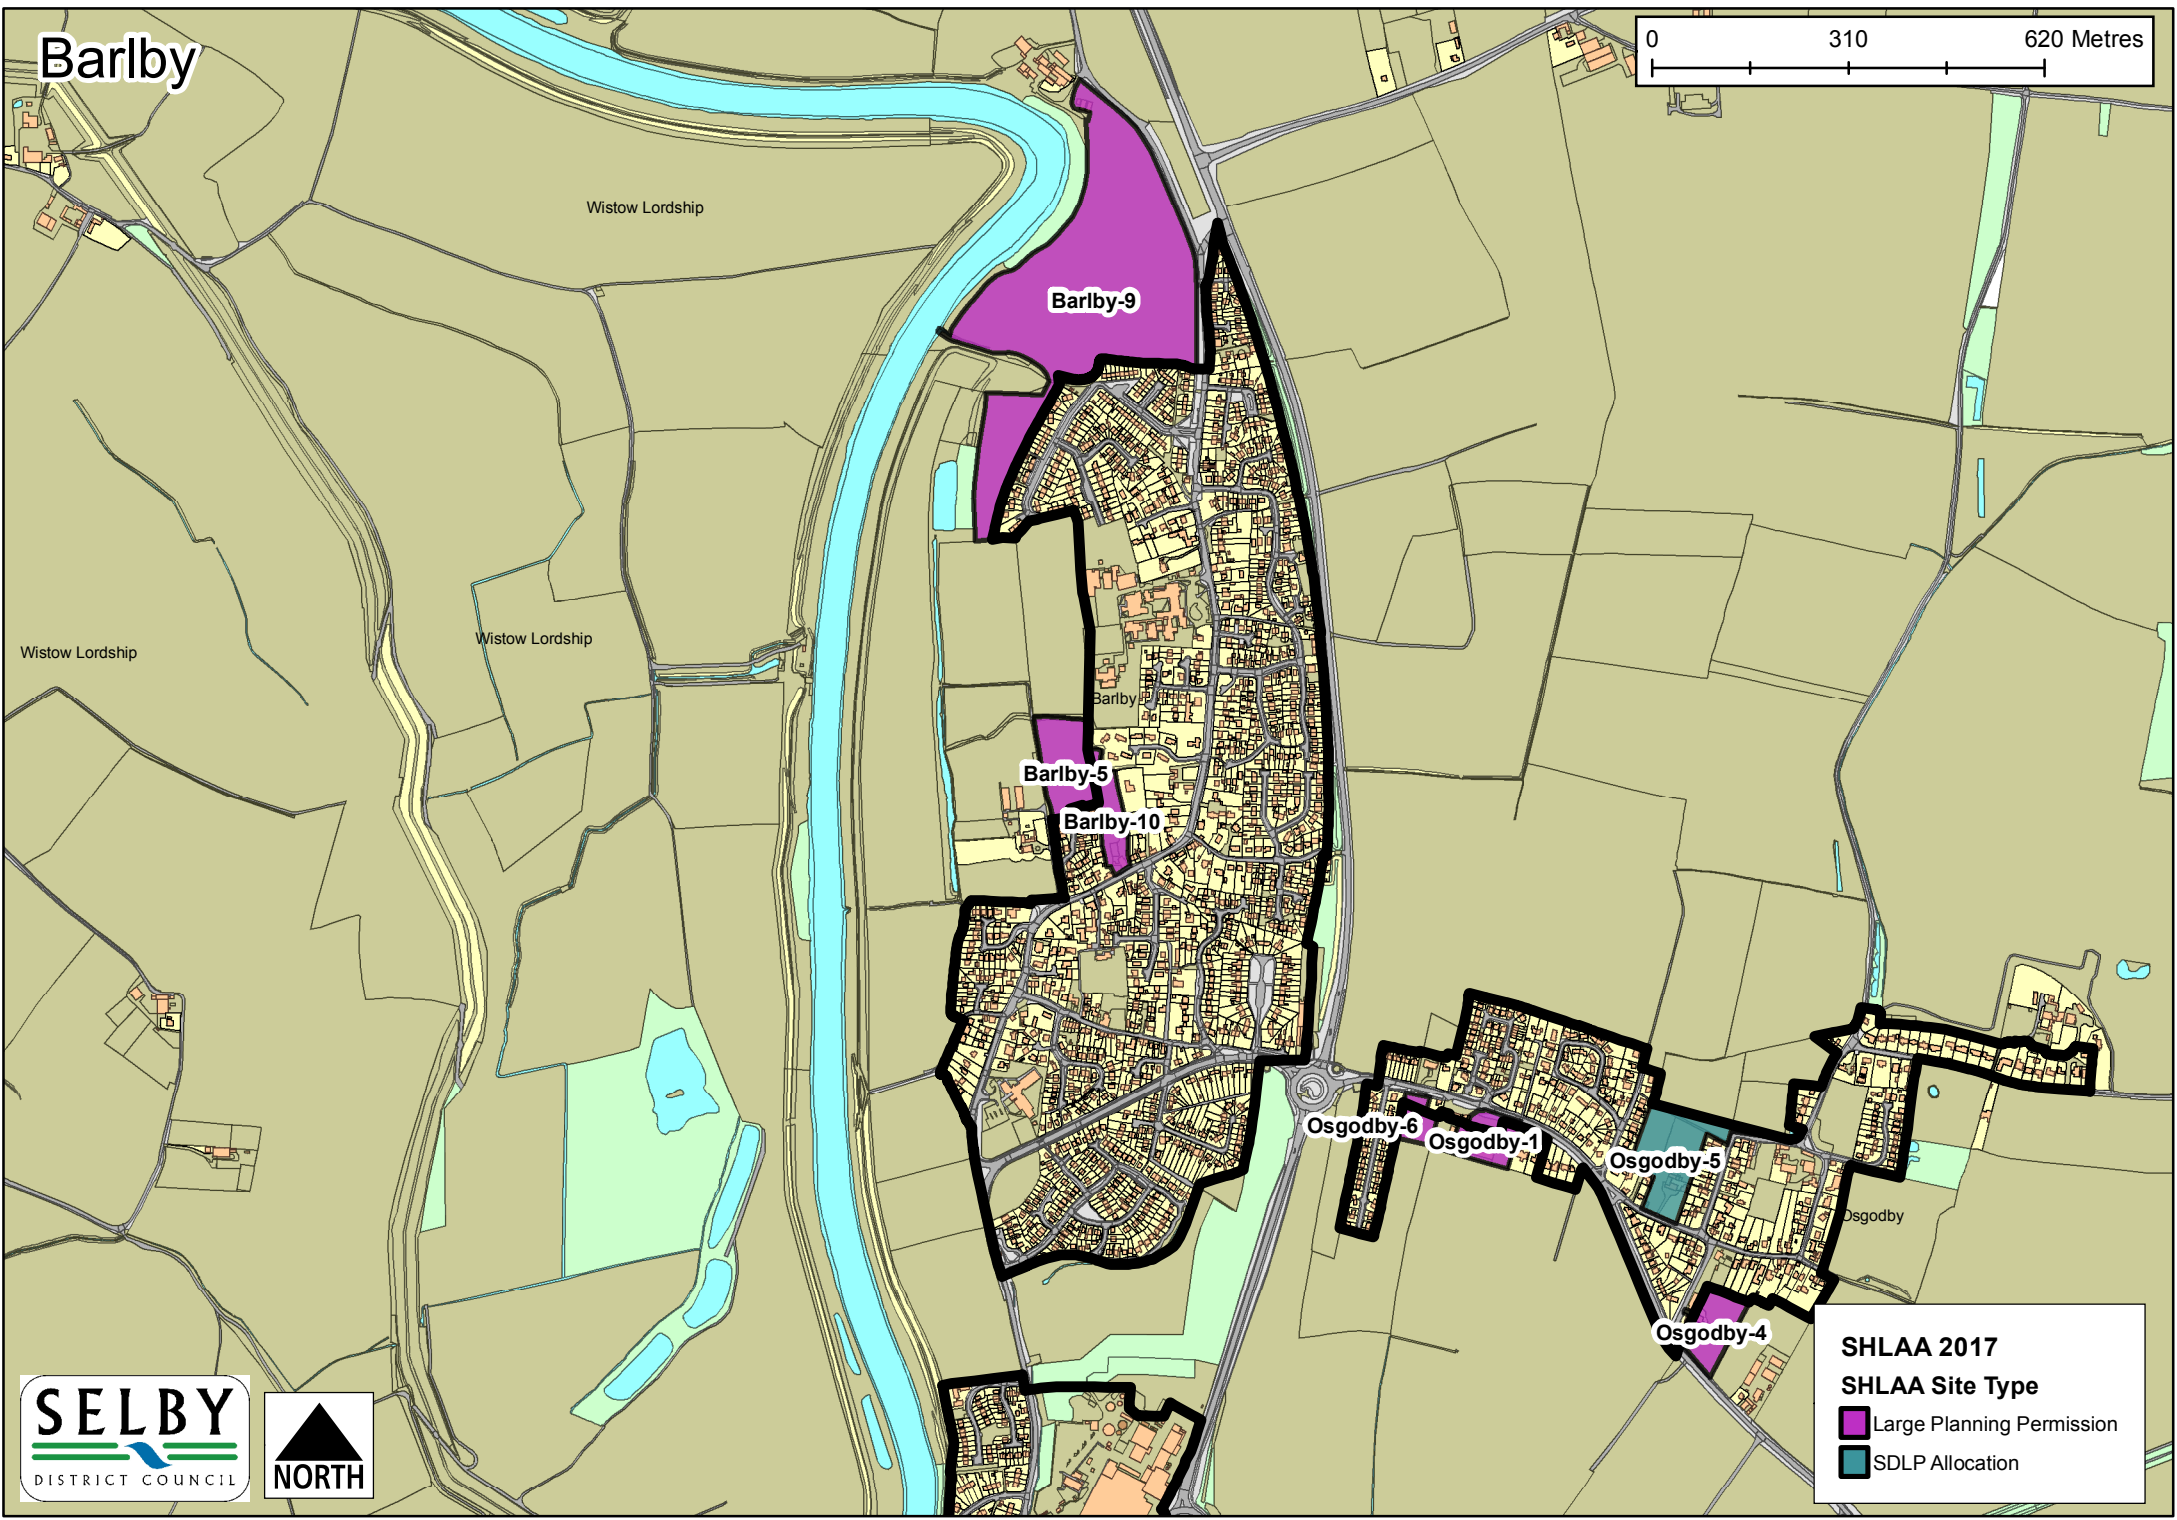 Barlby
0 310 620 Metres
Wistow Lordship
Barlby-9
Wistow Lordship
Wistow Lordship
Barlby
Barlby-5
Barlby-10
Osgodby-6
Osgodby-1
Osgodby-5
Osgodby
Osgodby-4
SHLAA 2017
SHLAA Site Type
Large Planning Permission
SDLP Allocation
SELBY
DISTRICT COUNCIL
NORTH